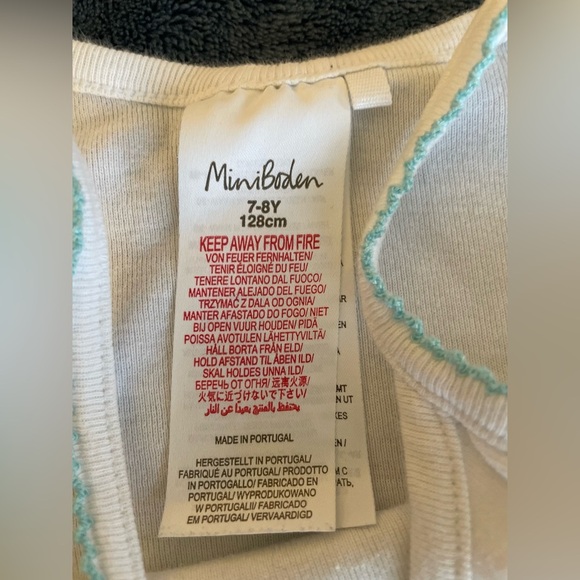 MiniBoden
7-8Y
128cm
KEEP AWAY FROM FIRE
VON FEUER FERNHALTEN/
TENIR ÉLOIGNÉ DU FEU/
TENERE LONTANO DAL FUOCO/
MANTENER ALEJADO DEL FUEGO/
TRZYMAĆ Z DALA OD OGNIA/
MANTER AFASTADO DO FOGO/ NIET
BIJ OPEN VUUR HOUDEN/ PIDÄ
POISSA AVOTULEN LÄHETTYVILTÄ/
HÅLL BORTA FRÅN ELD/
HOLD AFSTAND TIL ÅBEN ILD/
SKAL HOLDES UNNA ILD/
БЕРЕЧЬ ОТ ОГНЯ/ 远离火源/
火気に近づけないで下さい/
يحتفظ بالمنتج بعيدا عن النار
MADE IN PORTUGAL
HERGESTELLT IN PORTUGAL/
FABRIQUÉ AU PORTUGAL/ PRODOTTO
IN PORTOGALLO/ FABRICADO EN
PORTUGAL/ WYPRODUKOWANO
W PORTUGALII/ FABRICADO
EM PORTUGAL/ VERVAARDIGD